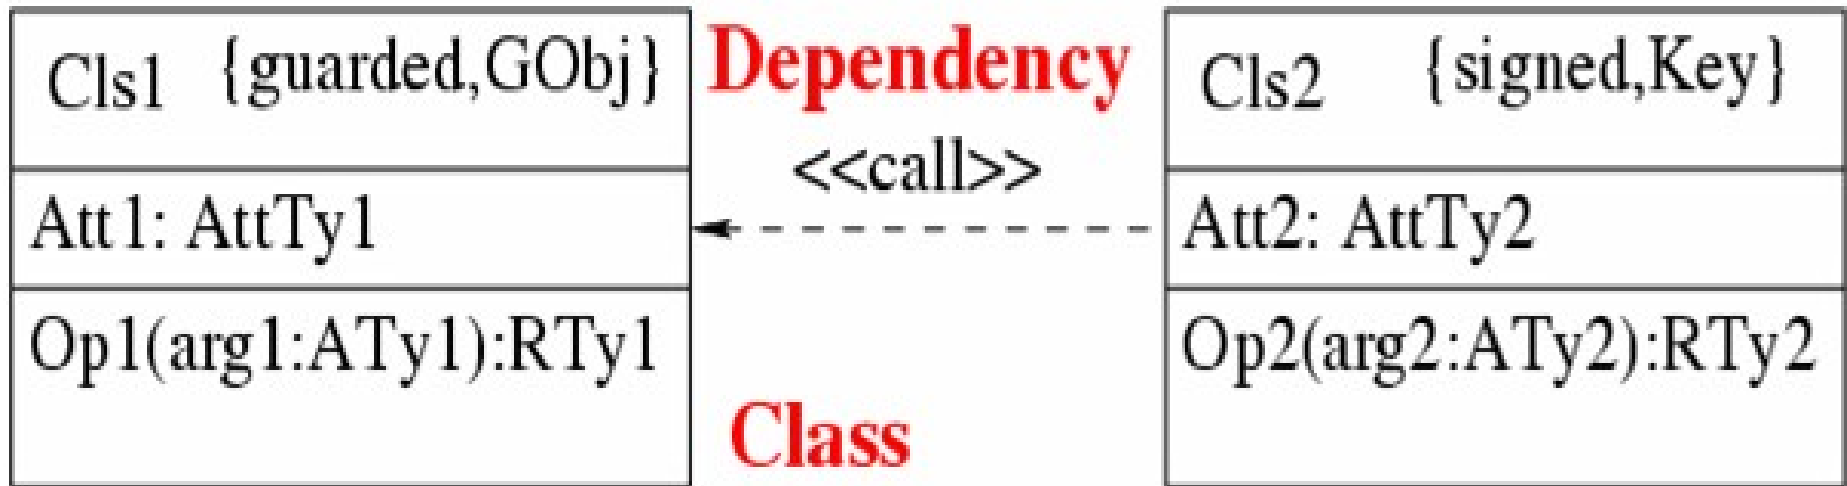 Cls1 {guarded,GObj}
Att1: AttTy1
Op1(arg1:ATy1):RTy1
Dependency
<<call>>
Class
Cls2 {signed,Key}
Att2: AttTy2
Op2(arg2:ATy2):RTy2